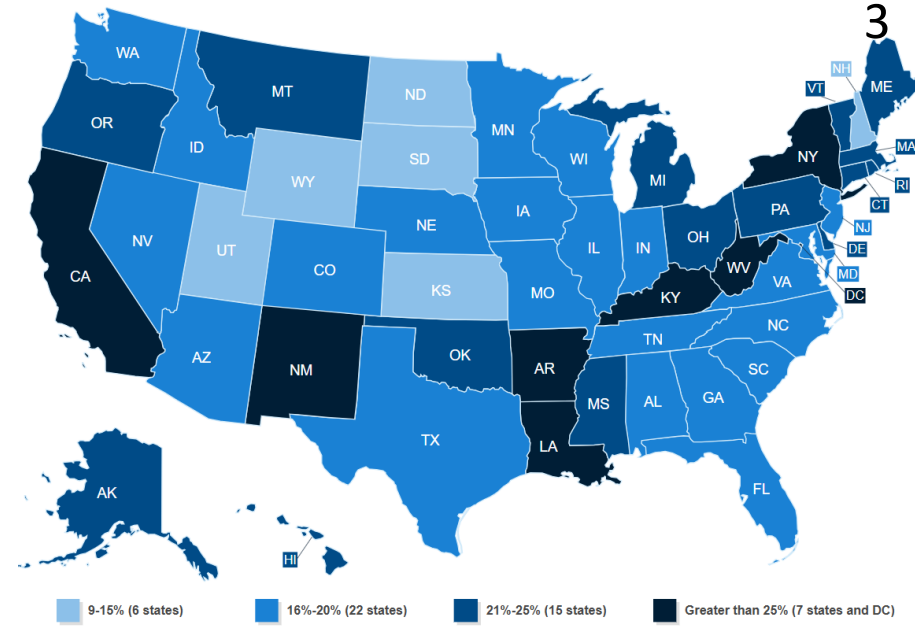 3
WA
MT
ND
MN
NH
VT
ME
OR
ID
WY
SD
WI
MI
NY
MA
RI
CT
NV
UT
CO
NE
IA
IL
IN
OH
PA
NJ
DE
MD
DC
CA
KS
MO
KY
WV
VA
AZ
NM
OK
AR
TN
NC
SC
TX
LA
MS
AL
GA
FL
AK
HI
9-15% (6 states)
16%-20% (22 states)
21%-25% (15 states)
Greater than 25% (7 states and DC)